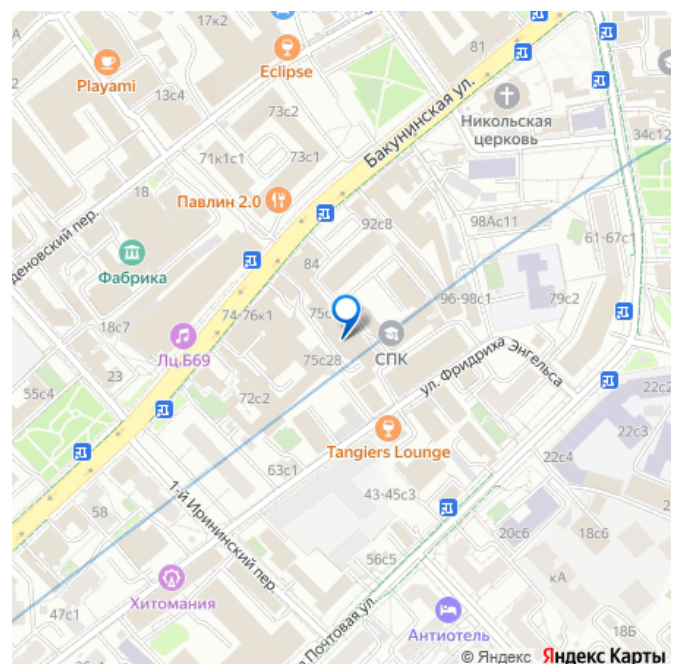 17к2
81
Eclipse
Playami
13с4
73с2
Никольская
церковь
34с12
Бакунинская ул.
71к1с1
73с1
18
Павлин 2.0
92с8
98Ас11
61-67с1
деновский пер.
Фабрика
84
96-98с1
79с2
74-76к1
75с
18с7
Лц Б69
75с28
СПК
ул. Фридриха Энгельса
23
55с4
72с2
22с2
22с3
Tangiers Lounge
22с4
63с1
1-й Ирининский пер.
43-45с3
58
20с6
18с6
56с5
кА
Хитомания
47с1
а Почтовая ул.
Антиотель
18Б
© Яндекс Яндекс Карты